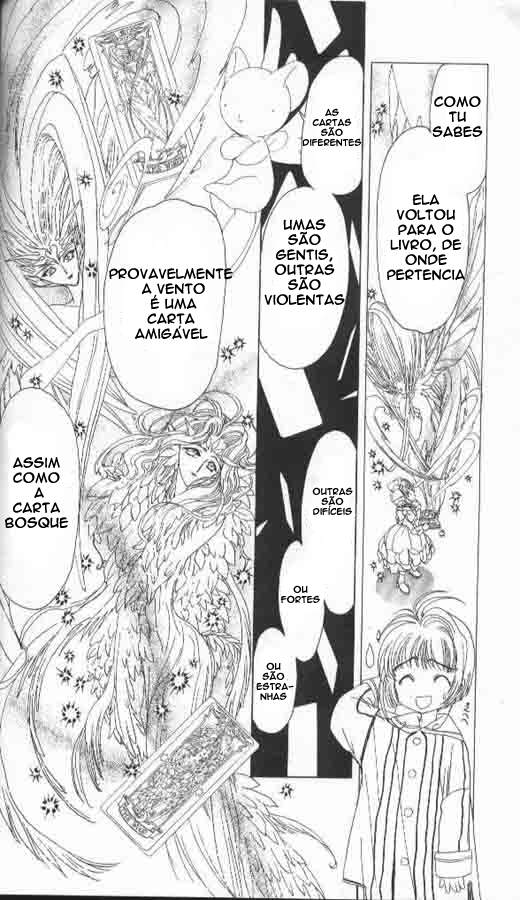 COMO
TU
SABES
ELA
VOLTOU
PARA O
LIVRO, DE
ONDE
PERTENCIA
AS
CARTAS
SÃO
DIFERENTES
UMAS
SÃO
GENTIS,
OUTRAS
SÃO
VIOLENTAS
OUTRAS
SÃO
DIFÍCEIS
OU
FORTES
OU
SÃO
ESTRA-
NHAS
PROVAVELMENTE
A VENTO
É UMA
CARTA
AMIGÁVEL
ASSIM
COMO
A
CARTA
BOSQUE